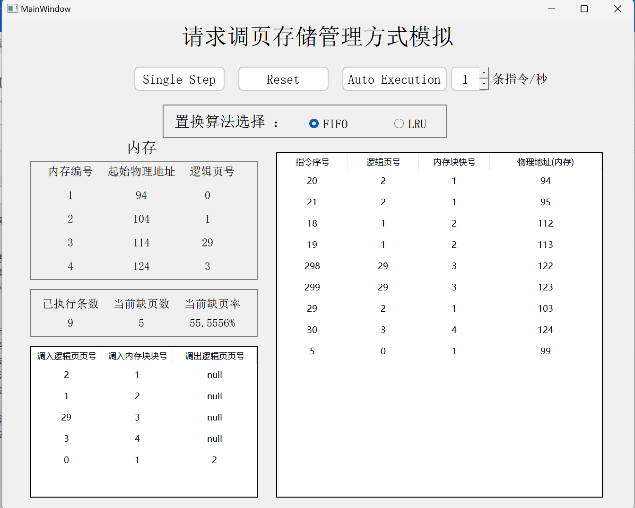 MainWindow
请求调页存储管理方式模拟
Single Step Reset Auto Execution 1 条指令/秒
置换算法选择 : FIFO LRU
内存
内存编号 起始物理地址 逻辑页号
1 94 0
2 104 1
3 114 29
4 124 3
已执行条数 当前缺页数 当前缺页率
9 5 55.5556%
调入逻辑页页号 调入内存块块号 调出逻辑页页号
2 1 null
1 2 null
29 3 null
3 4 null
0 1 2
指令序号 逻辑页号 内存块快号 物理地址(内存)
20 2 1 94
21 2 1 95
18 1 2 112
19 1 2 113
298 29 3 122
299 29 3 123
29 2 1 103
30 3 4 124
5 0 1 99